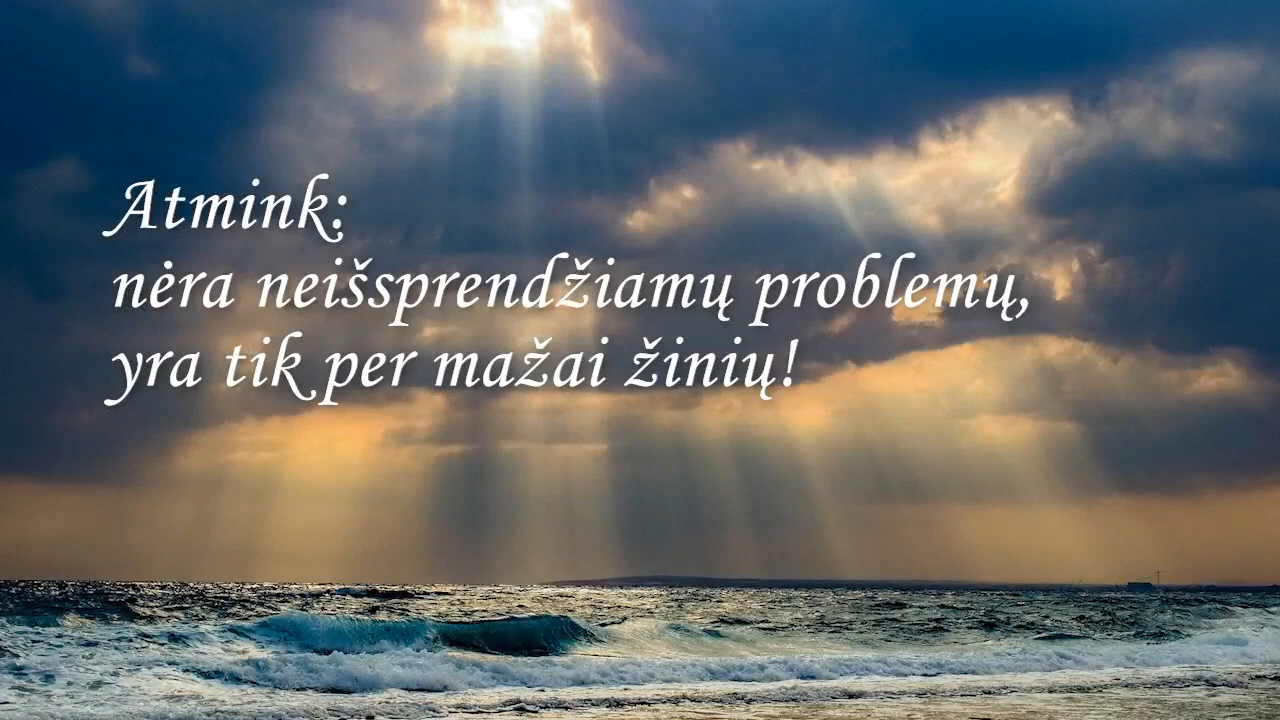 Atmink:
nėra neišsprendžiamų problemų,
yra tik per mažai žinių!